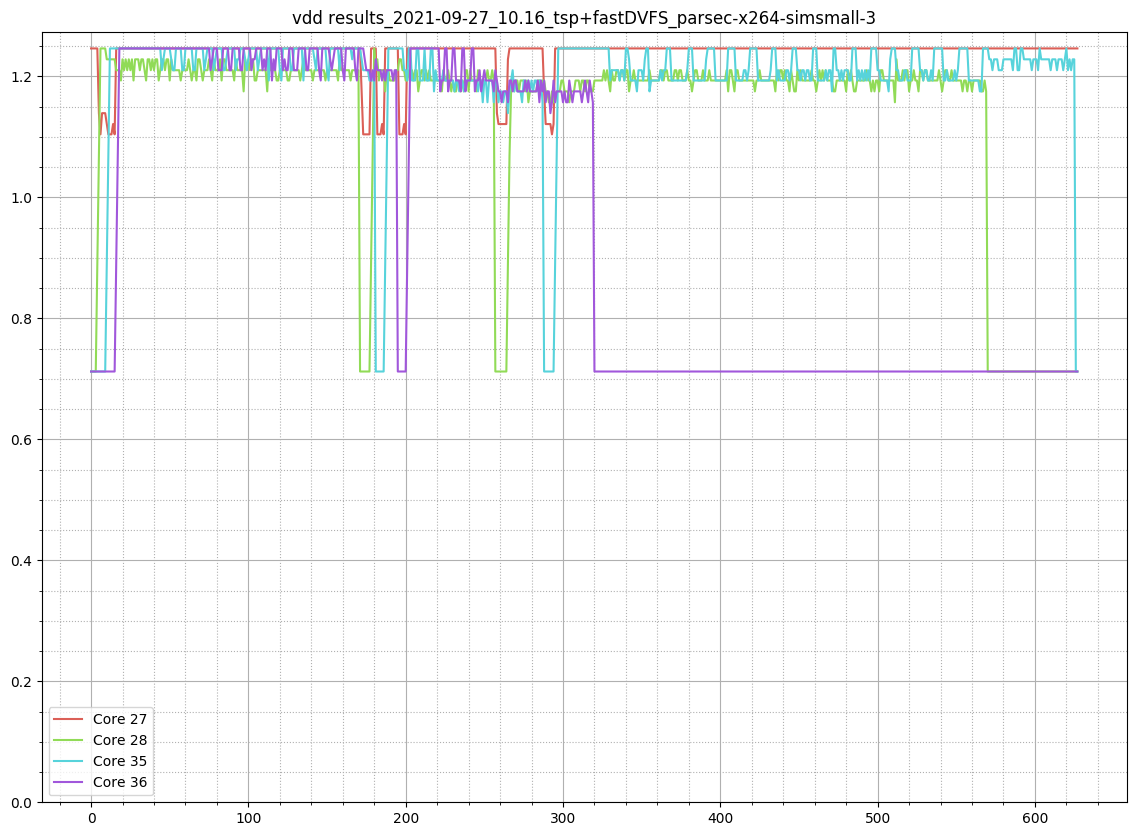 vdd results_2021-09-27_10.16_tsp+fastDVFS_parsec-x264-simsmall-3
1.2
1.0
0.8
0.6
0.4
0.2
0.0
Core 27
Core 28
Core 35
Core 36
0 100 200 300 400 500 600